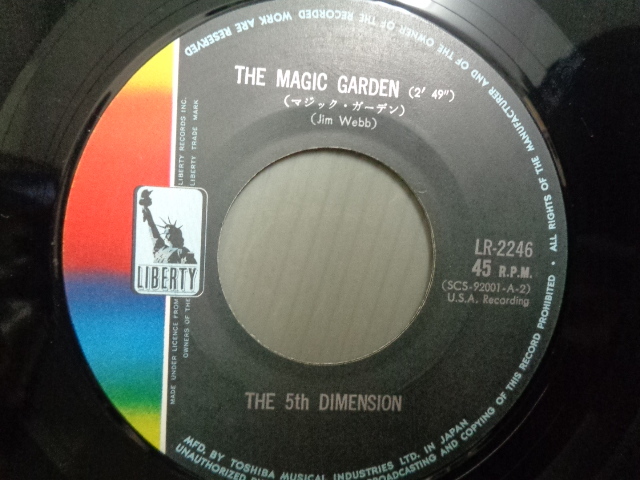 THE MAGIC GARDEN (2' 49")
(マジック・ガーデン)
(Jim Webb)
LIBERTY
LR-2246
45 R.P.M.
(SCS-92001-A-2)
U.S.A. Recording
THE 5th DIMENSION
LIBERTY RECORDS INC.
LIBERTY TRADE MARK
MADE UNDER LICENCE FROM
OWNERS OF THE
ALL RIGHTS OF THE MANUFACTURER AND OF THE OWNER OF THE RECORDED WORK ARE RESERVED
MFD. BY TOSHIBA MUSICAL INDUSTRIES LTD. IN JAPAN
BROADCASTING AND COPYING OF THIS RECORD PROHIBITED •